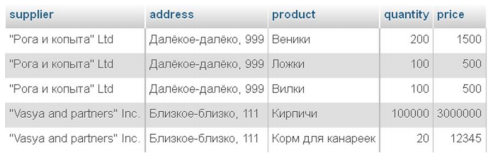 supplier address product quantity price
"Рога и копыта" Ltd Далёкое-далёко, 999 Веники 200 1500
"Рога и копыта" Ltd Далёкое-далёко, 999 Ложки 100 500
"Рога и копыта" Ltd Далёкое-далёко, 999 Вилки 100 500
"Vasya and partners" Inc. Близкое-близко, 111 Кирпичи 100000 3000000
"Vasya and partners" Inc. Близкое-близко, 111 Корм для канареек 20 12345